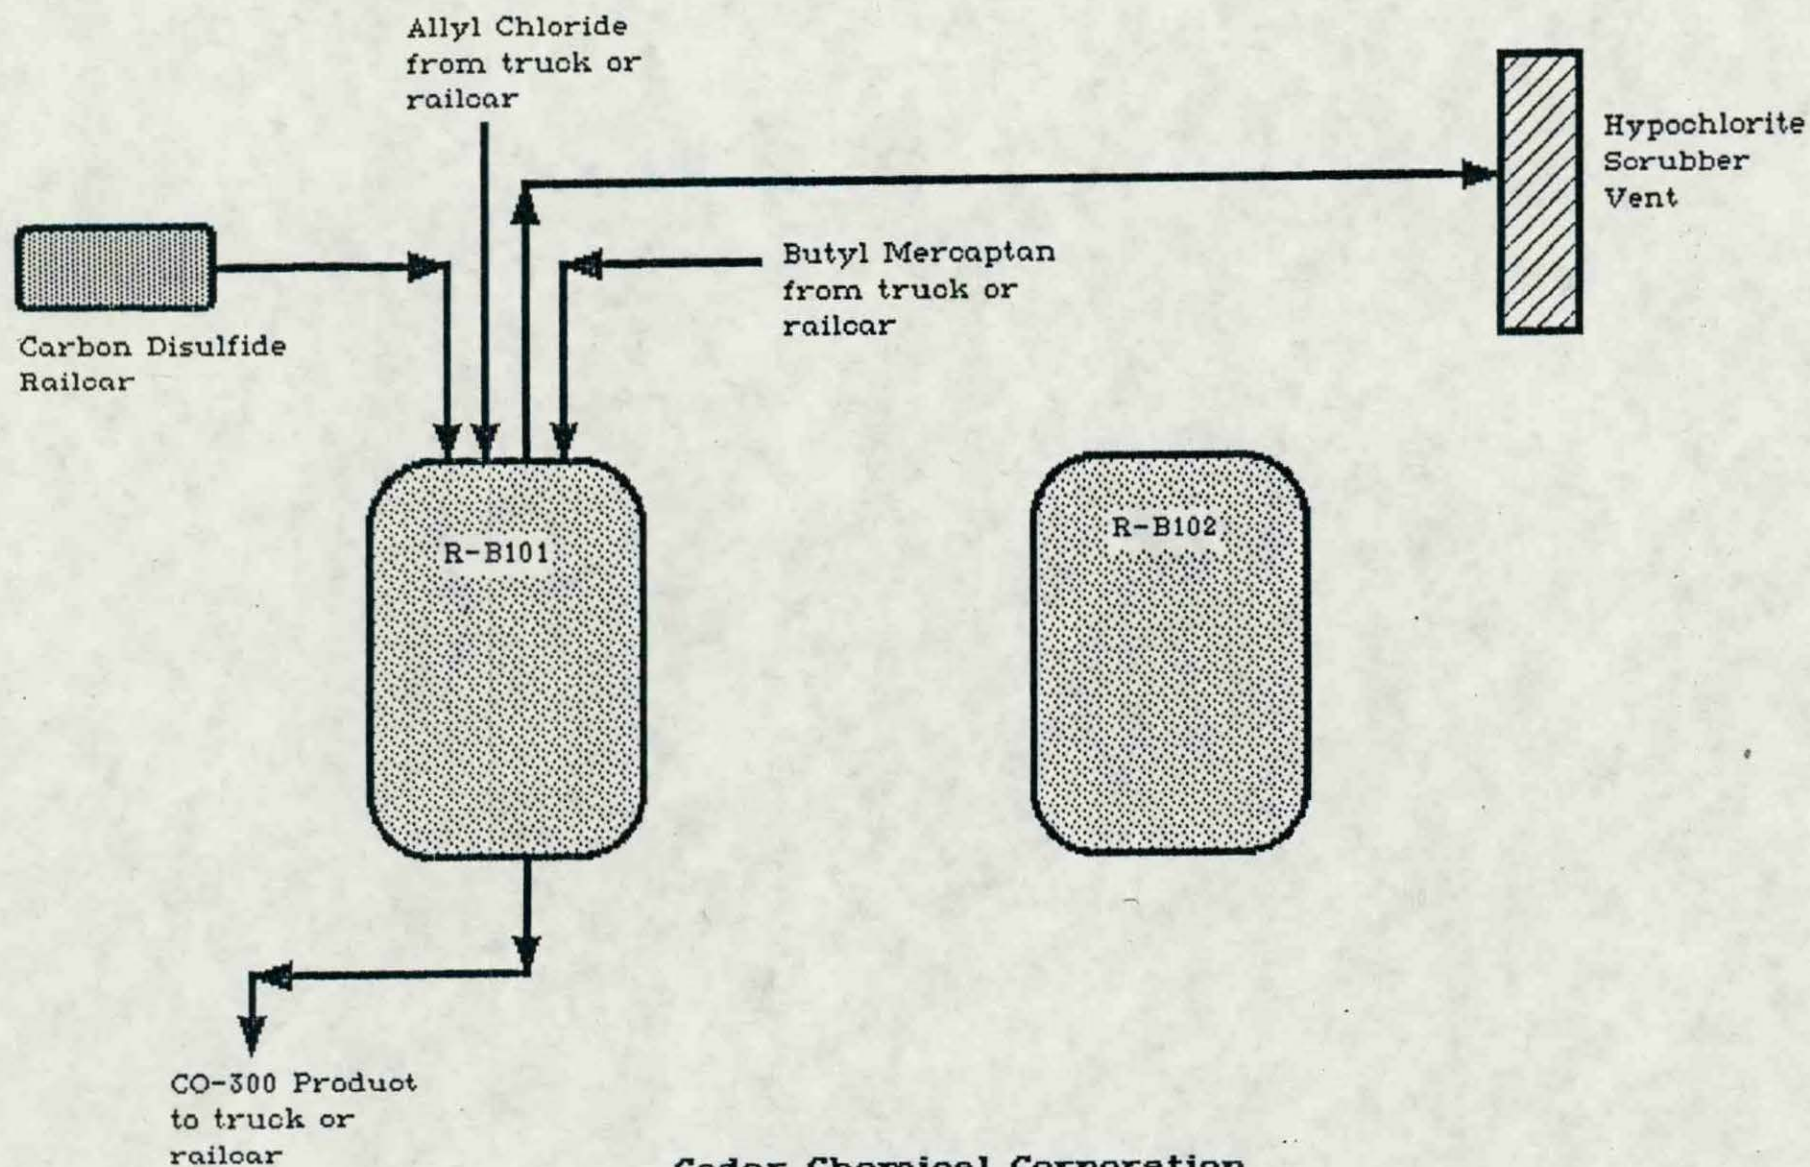 Allyl Chloride
from truck or
railcar
Hypochlorite
Scrubber
Vent
Butyl Mercaptan
from truck or
railcar
Carbon Disulfide
Railcar
R-B101
R-B102
CO-300 Product
to truck or
railcar
Cedar Chemical Corporation